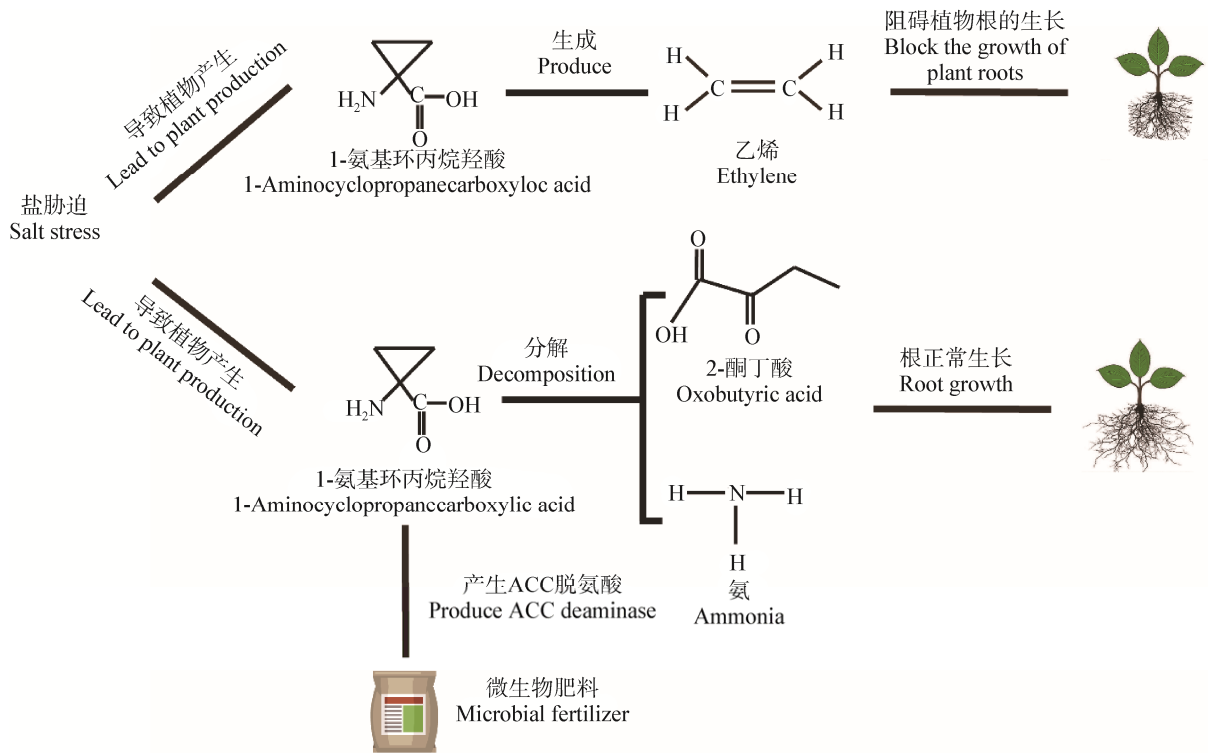 导致植物产生
Lead to plant production
H₂N
C
OH
O
1-氨基环丙烷羟酸
1-Aminocyclopropanecarboxyloc acid
生成
Produce
H
H
C
C
H
H
乙烯
Ethylene
阻碍植物根的生长
Block the growth of
plant roots
盐胁迫
Salt stress
导致植物产生
Lead to plant production
H₂N
C
OH
O
1-氨基环丙烷羟酸
1-Aminocyclopropanccarboxylic acid
分解
Decomposition
O
OH
O
2-酮丁酸
Oxobutyric acid
H
N
H
H
氨
Ammonia
根正常生长
Root growth
产生ACC脱氨酸
Produce ACC deaminase
微生物肥料
Microbial fertilizer